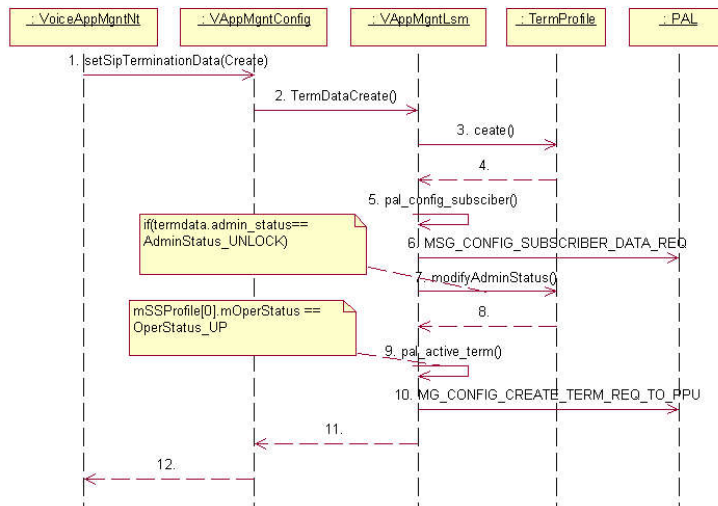 : VoiceAppMgntNt
: VAppMgntConfig
: VAppMgntLsm
: TermProfile
: PAL
1. setSipTerminationData(Create)
2. TermDataCreate()
3. ceate()
4.
5. pal_config_subsciber()
if(termdata.admin_status==
AdminStatus_UNLOCK)
6. MSG_CONFIG_SUBSCRIBER_DATA_REQ
7. modifyAdminStatus()
mSSProfile[0].mOperStatus ==
OperStatus_UP
8.
9. pal_active_term()
10. MG_CONFIG_CREATE_TERM_REQ_TO_PPU
11.
12.